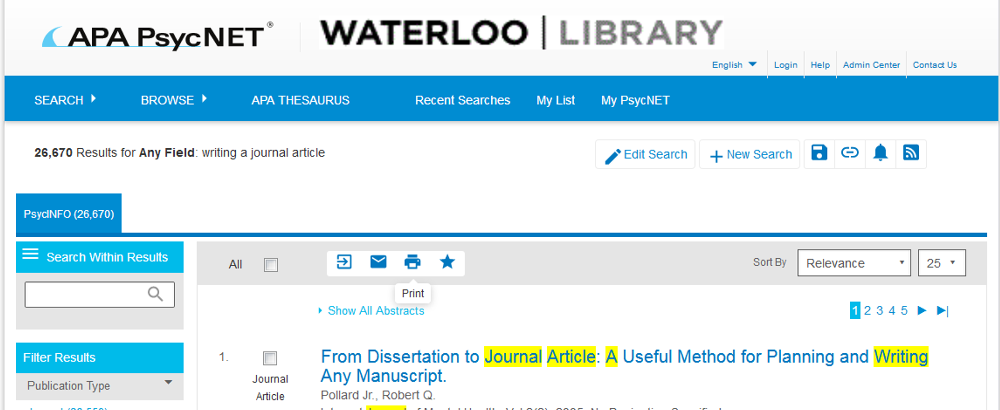 APA PsycNET®
WATERLOO | LIBRARY
English Login Help Admin Center Contact Us
SEARCH BROWSE APA THESAURUS Recent Searches My List My PsycNET
26,670 Results for Any Field: writing a journal article
Edit Search New Search
PsycINFO (26,670)
Search Within Results
All
Sort By Relevance 25
Print
Show All Abstracts
1 2 3 4 5
Filter Results
Publication Type
1.
Journal
Article
From Dissertation to Journal Article: A Useful Method for Planning and Writing
Any Manuscript.
Pollard Jr., Robert Q.